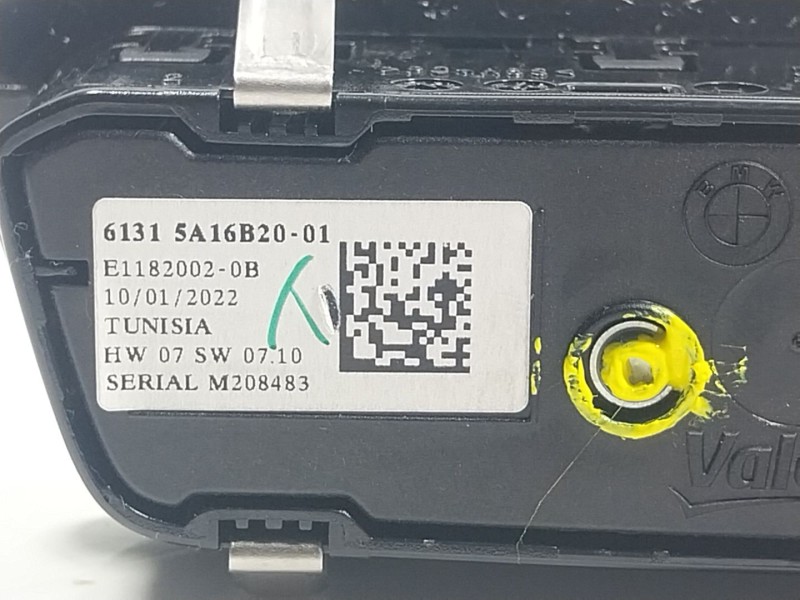 6131 5A16B20-01
E1182002-0B
10/01/2022
TUNISIA
HW 07 SW 07.10
SERIAL M208483
BMW
Vale